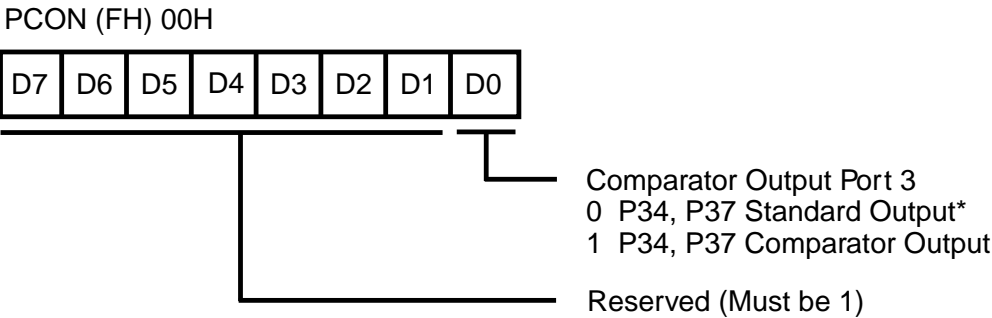 PCON (FH) 00H
D7 D6 D5 D4 D3 D2 D1 D0
Comparator Output Port 3
0 P34, P37 Standard Output*
1 P34, P37 Comparator Output
Reserved (Must be 1)